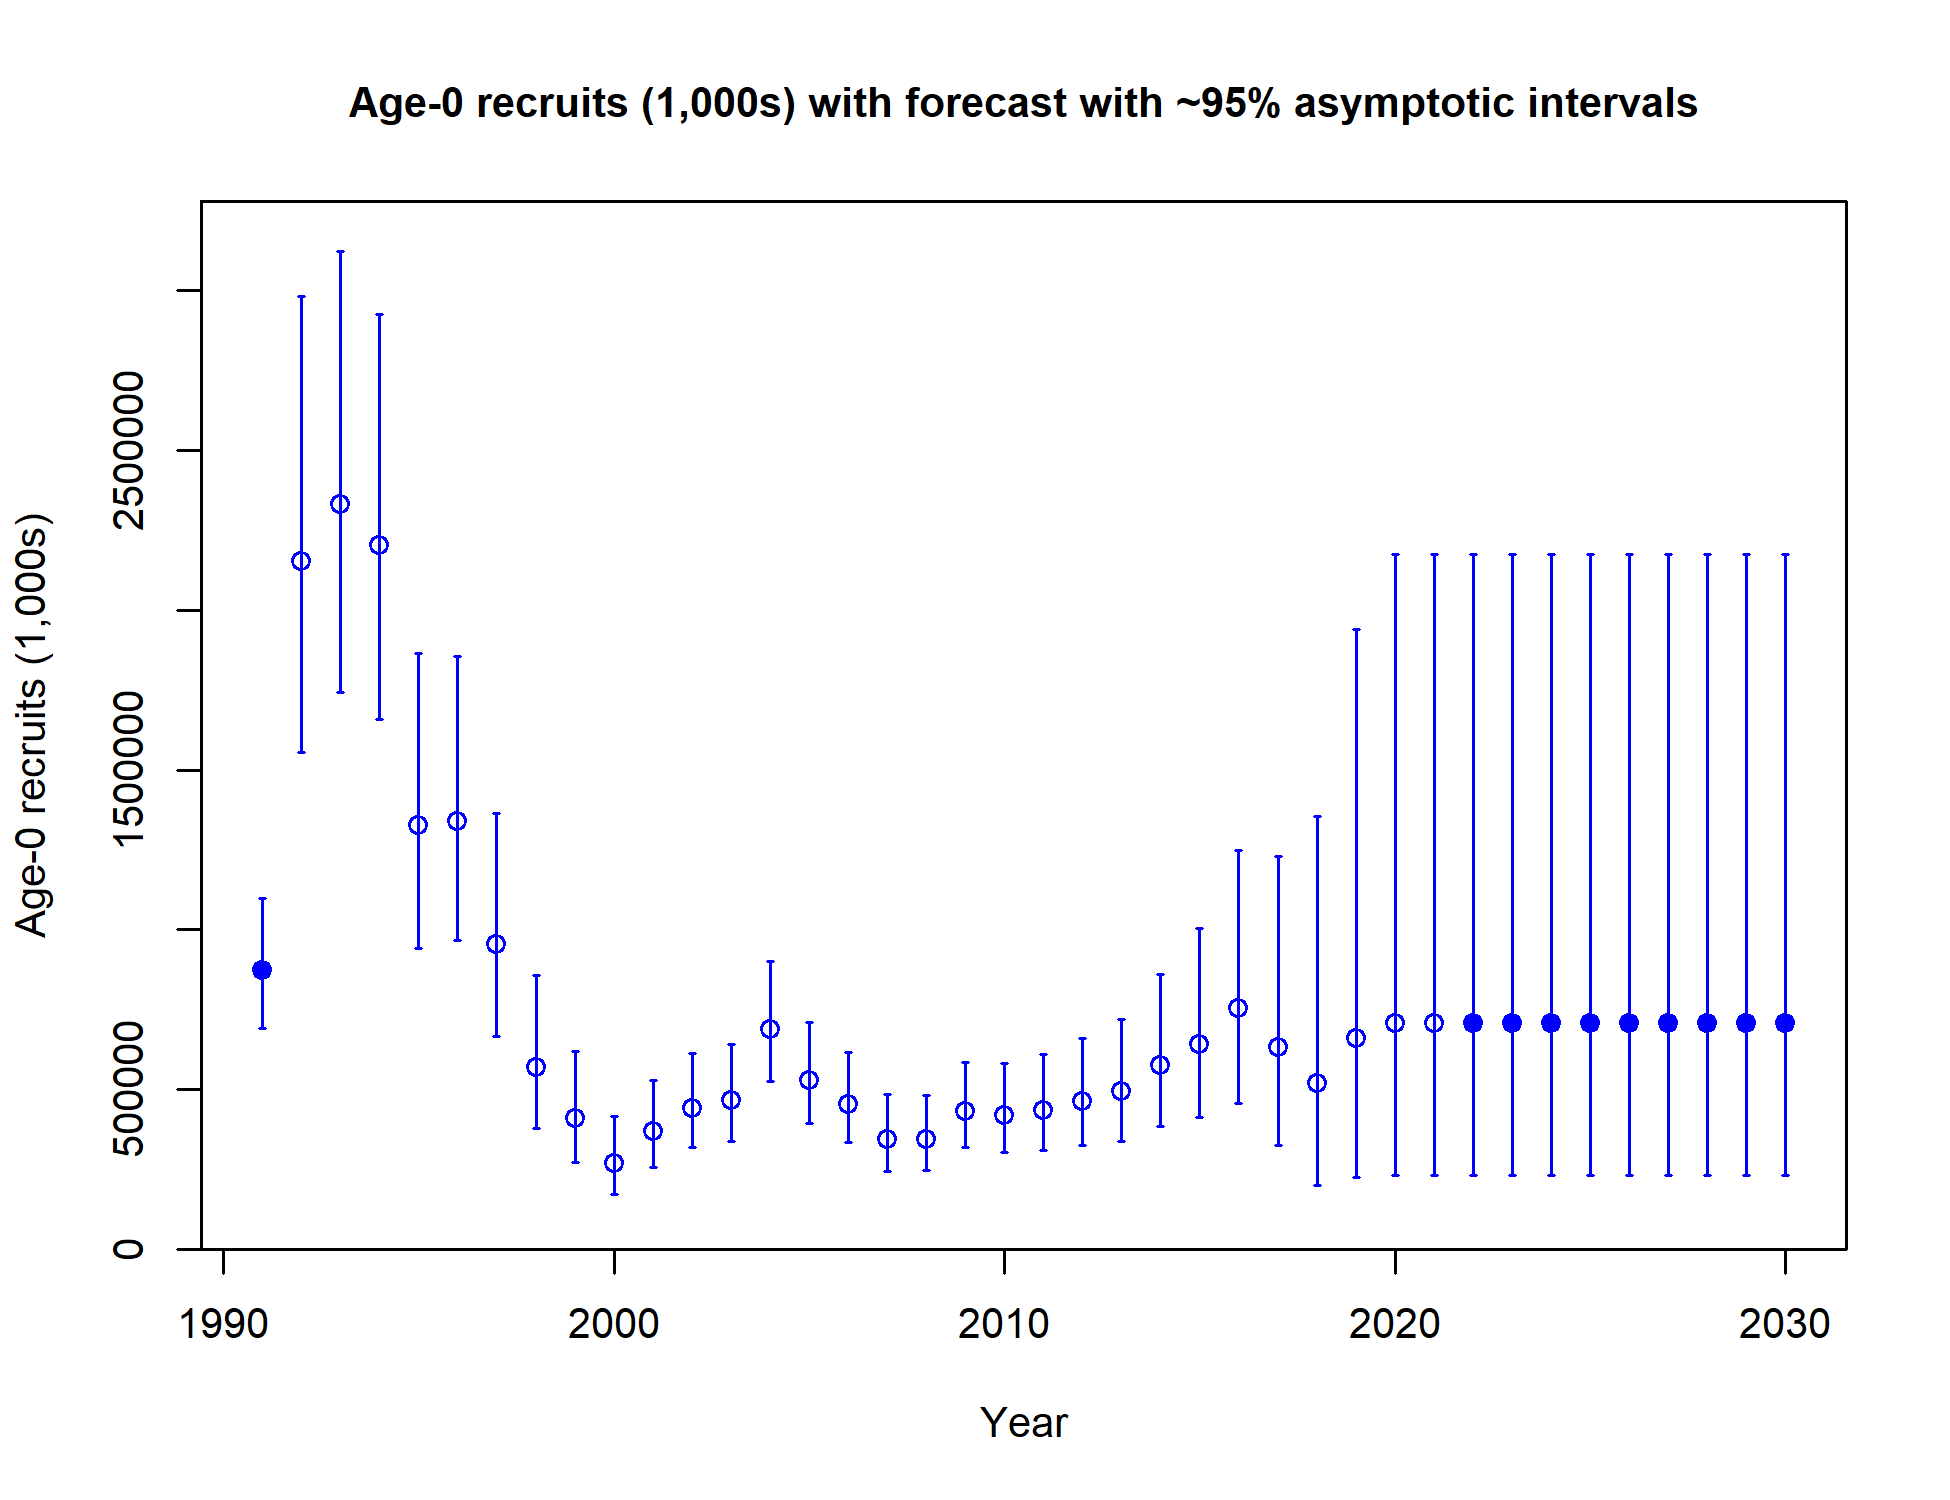 Age-0 recruits (1,000s) with forecast with ~95% asymptotic intervals
Age-0 recruits (1,000s)
2500000
1500000
500000
0
1990 2000 2010 2020 2030
Year